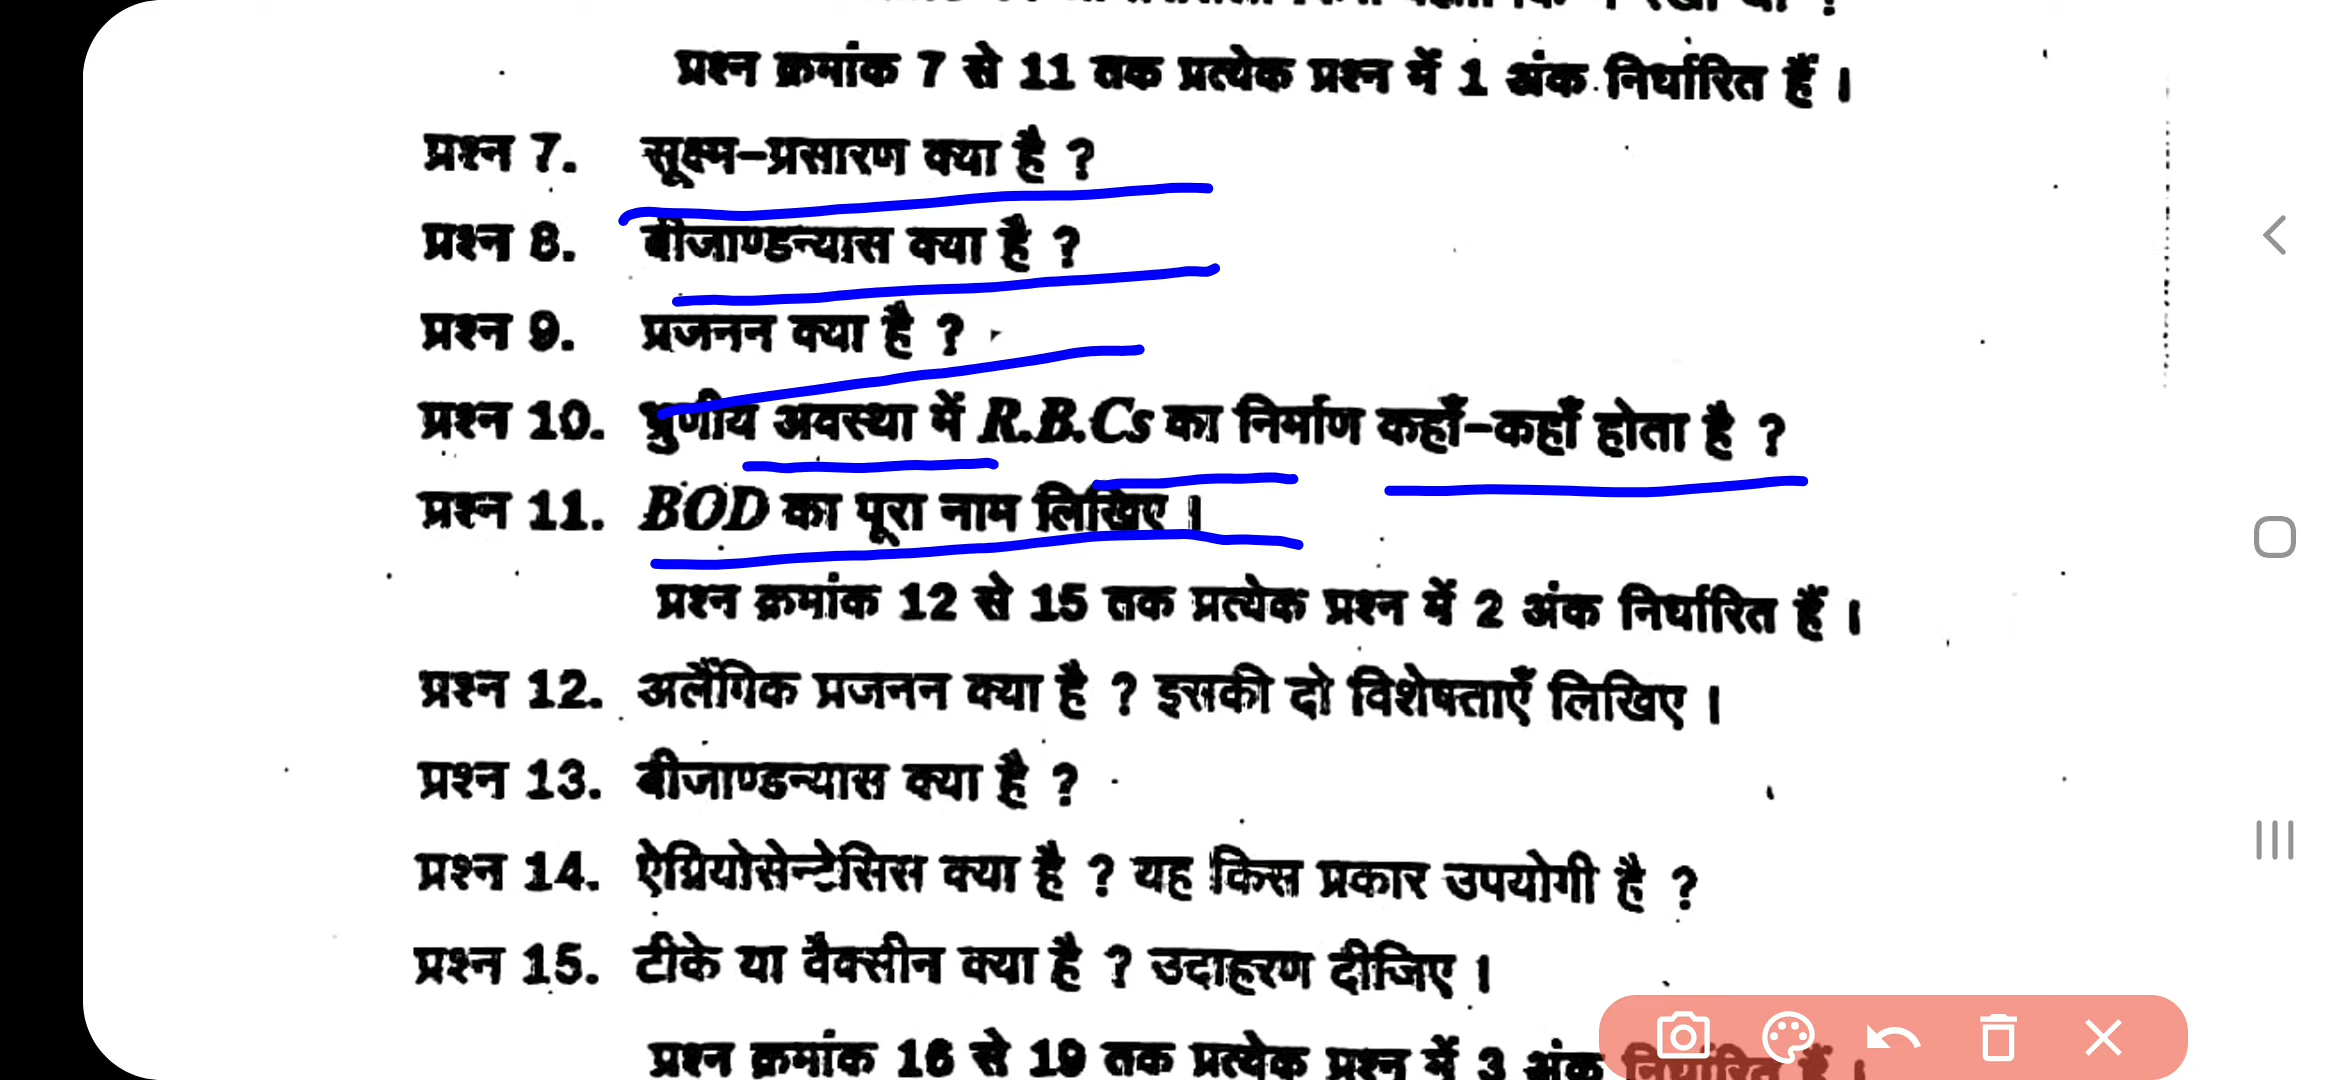 प्रश्न क्रमांक 7 से 11 तक प्रत्येक प्रश्न में 1 अंक निर्धारित हैं ।
प्रश्न 7. सूक्ष्म-प्रसारण क्या है ?
प्रश्न 8. बीजाण्डन्यास क्या है ?
प्रश्न 9. प्रजनन क्या है ?
प्रश्न 10. भ्रुणीय अवस्था में R.B.Cs का निर्माण कहाँ-कहाँ होता है ?
प्रश्न 11. BOD का पूरा नाम लिखिए ।
प्रश्न क्रमांक 12 से 15 तक प्रत्येक प्रश्न में 2 अंक निर्धारित हैं ।
प्रश्न 12. अलैंगिक प्रजनन क्या है ? इसकी दो विशेषताएँ लिखिए ।
प्रश्न 13. बीजाण्डन्यास क्या है ?
प्रश्न 14. ऐम्नियोसेन्टेसिस क्या है ? यह किस प्रकार उपयोगी है ?
प्रश्न 15. टीके या वैक्सीन क्या है ? उदाहरण दीजिए ।
प्रश्न क्रमांक 16 से 19 तक प्रत्येक प्रश्न में 3 अंक निर्धारित हैं ।